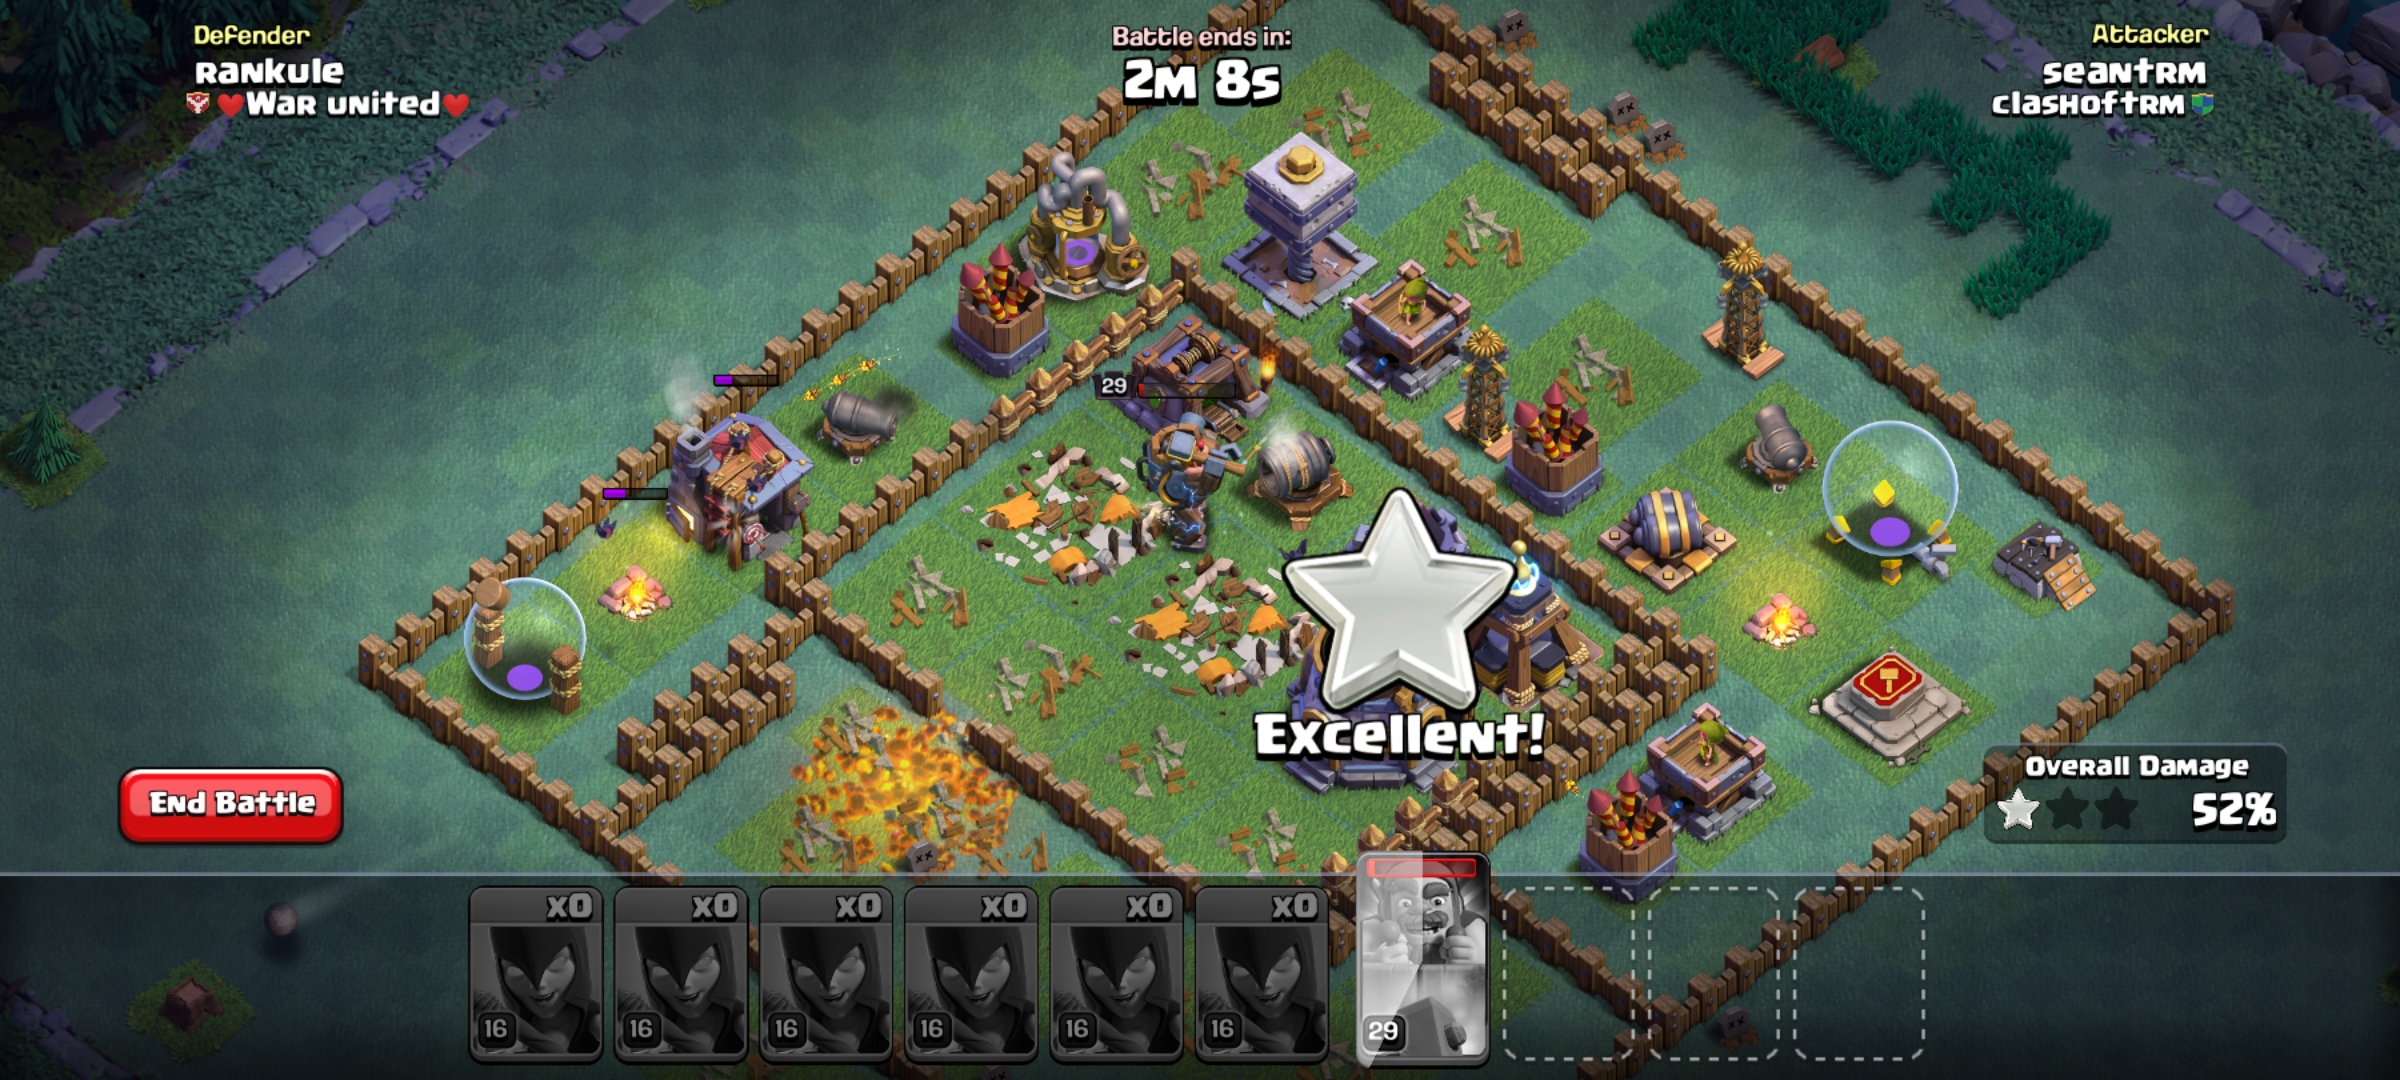 Defender
Rankule
❤️War united❤️
Battle ends in:
2M 8s
Attacker
seantRM
clashoftRM
29
Excellent!
End Battle
Overall Damage
52%
x0
x0
x0
x0
x0
x0
16
16
16
16
16
16
29